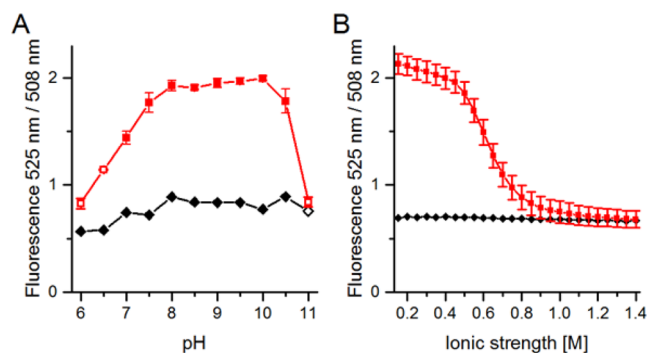 A
Fluorescence 525 nm / 508 nm
2
1
0
6 7 8 9 10 11
pH
B
Fluorescence 525 nm / 508 nm
2
1
0
0.2 0.4 0.6 0.8 1.0 1.2 1.4
Ionic strength [M]